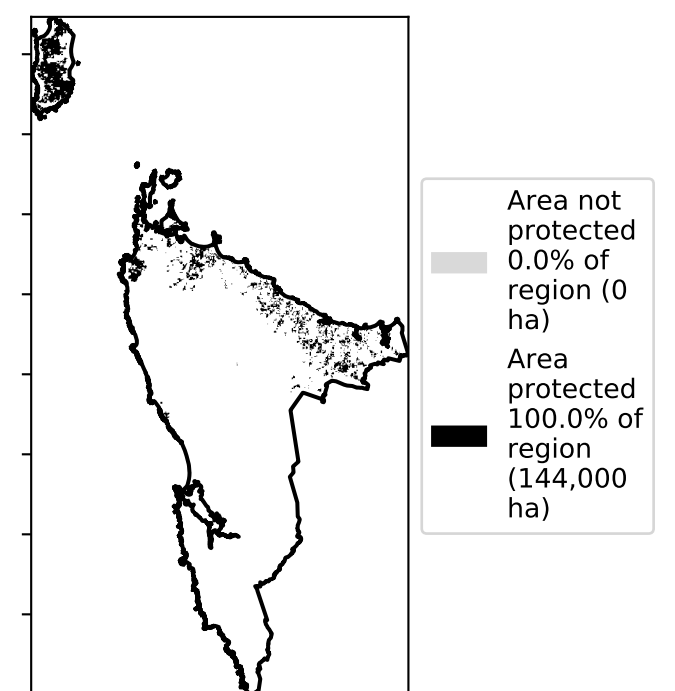 Area not
protected
0.0% of
region (0
ha)
Area
protected
100.0% of
region
(144,000
ha)